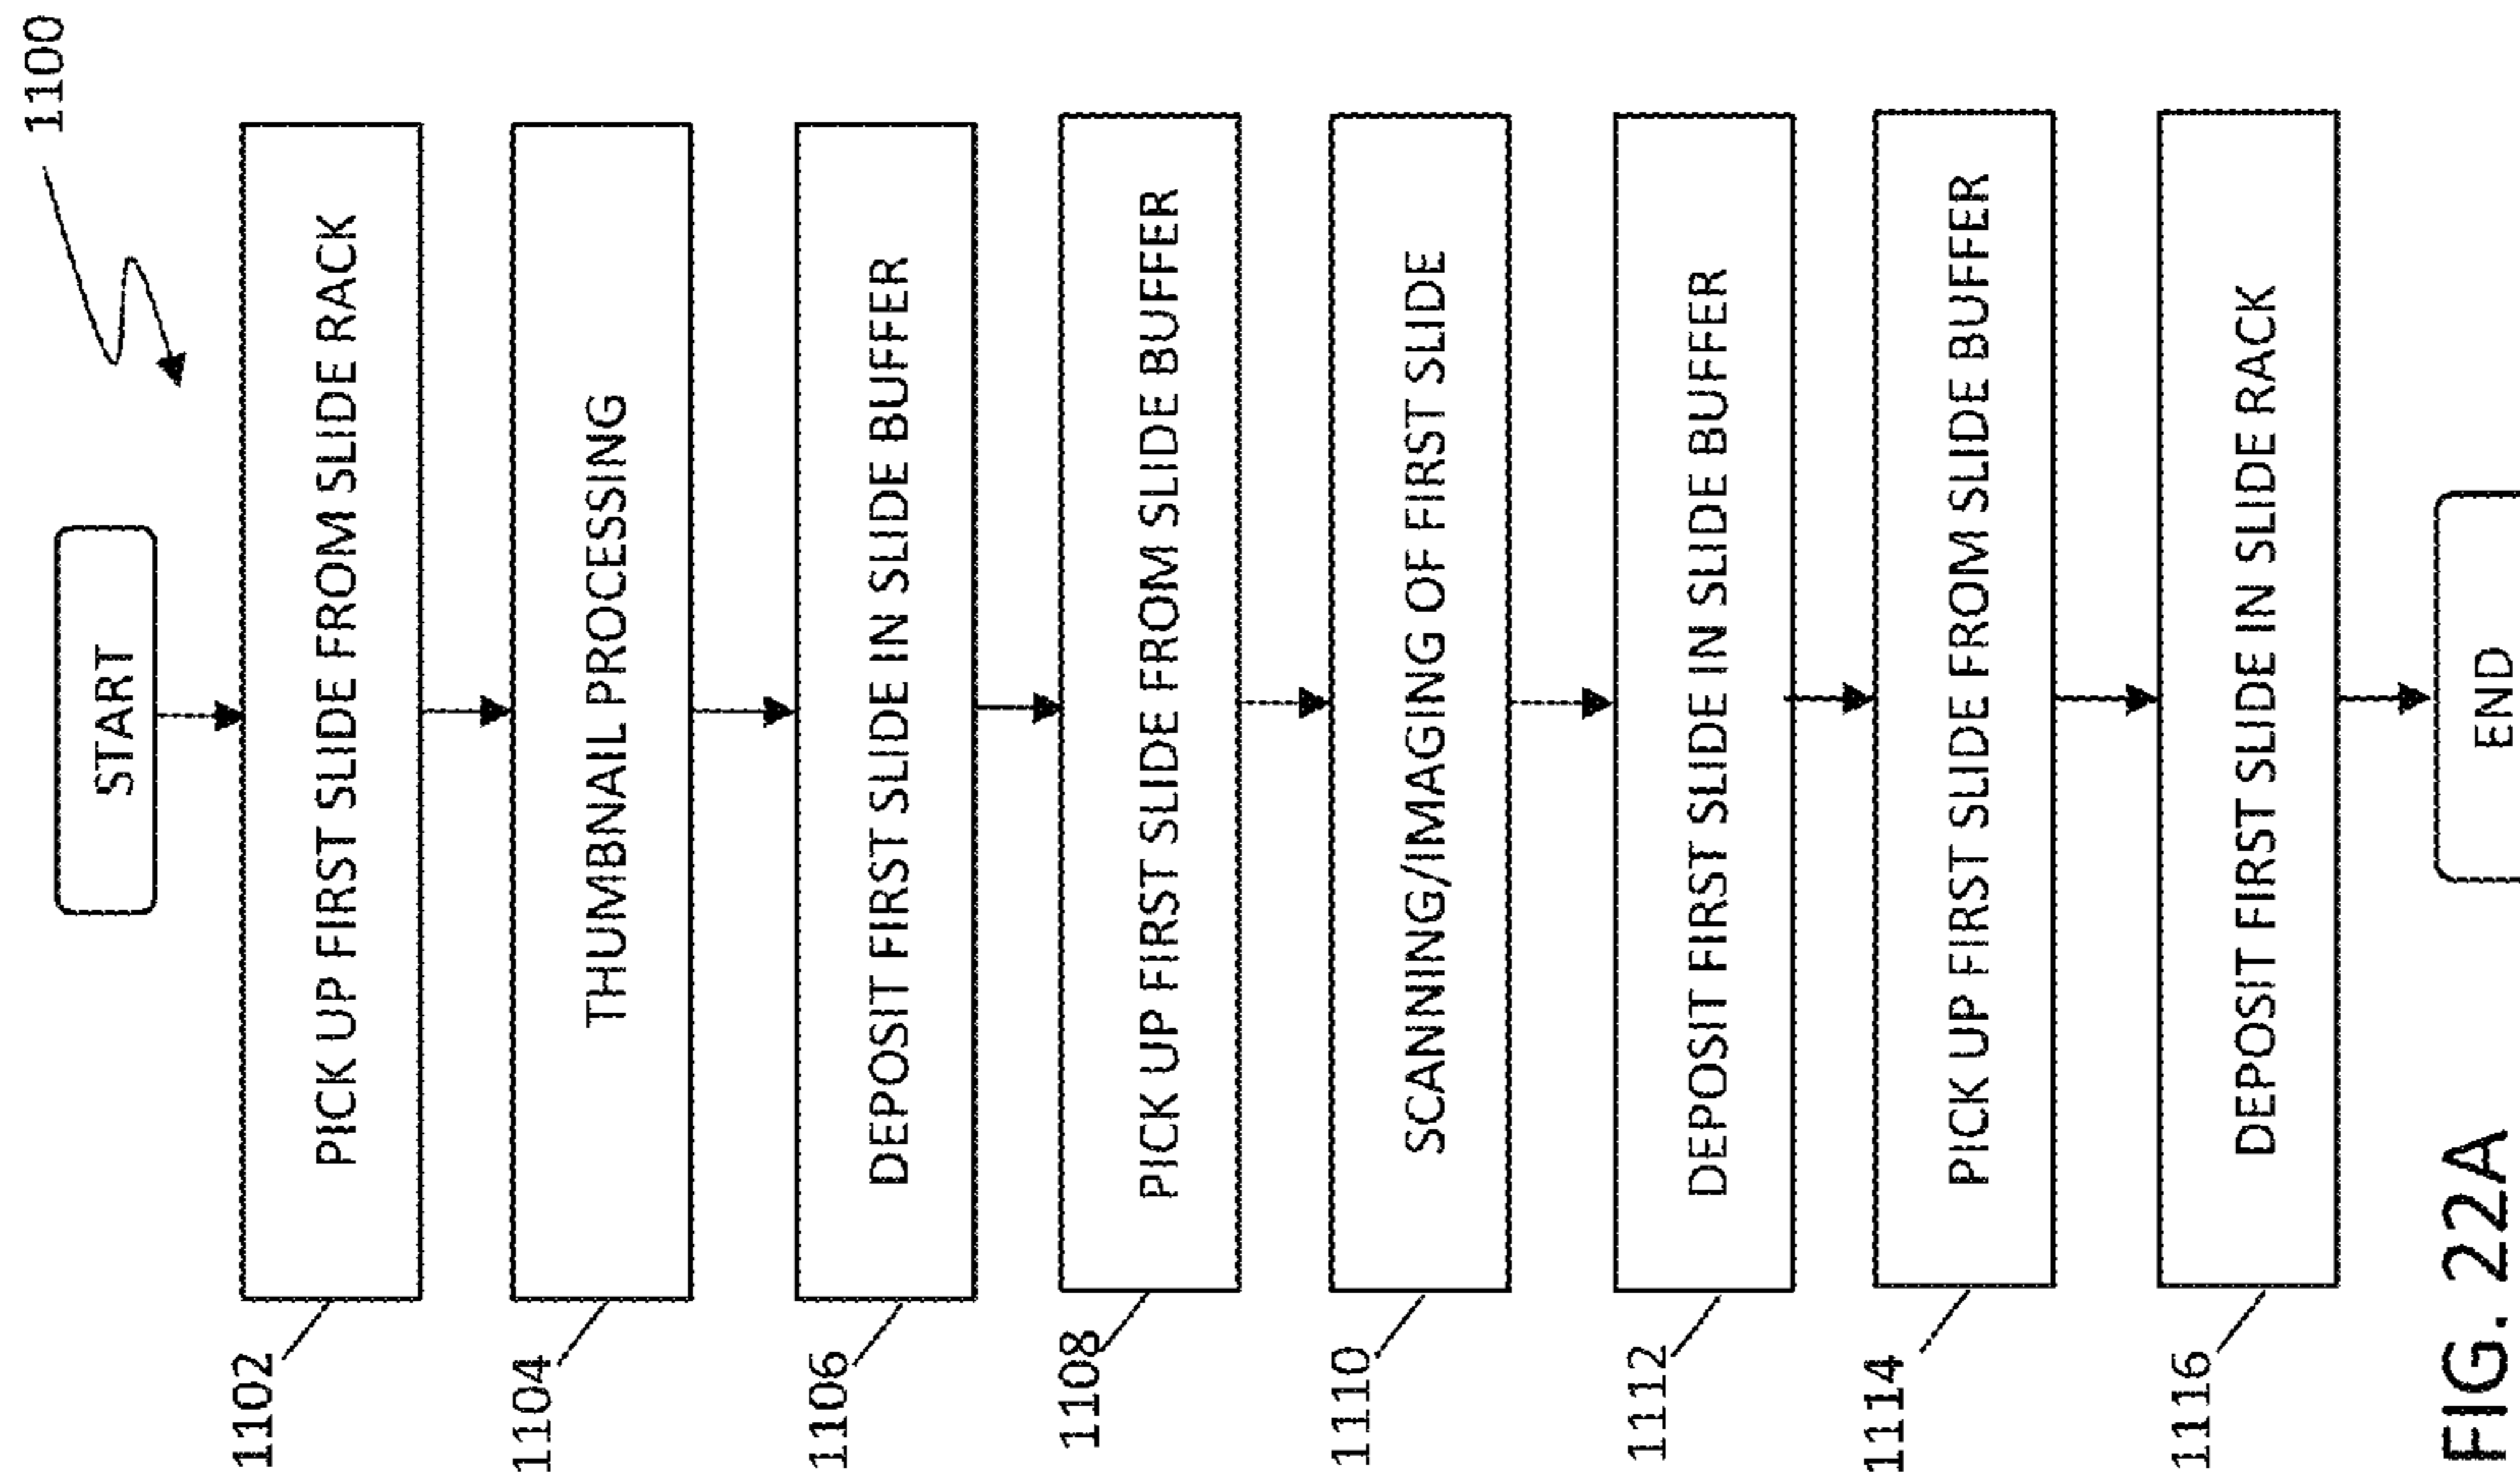 1100
START
1102
PICK UP FIRST SLIDE FROM SLIDE RACK
1104
THUMBNAIL PROCESSING
1106
DEPOSIT FIRST SLIDE IN SLIDE BUFFER
1108
PICK UP FIRST SLIDE FROM SLIDE BUFFER
1110
SCANNING/IMAGING OF FIRST SLIDE
1112
DEPOSIT FIRST SLIDE IN SLIDE BUFFER
1114
PICK UP FIRST SLIDE FROM SLIDE BUFFER
1116
DEPOSIT FIRST SLIDE IN SLIDE RACK
END
FIG. 22A